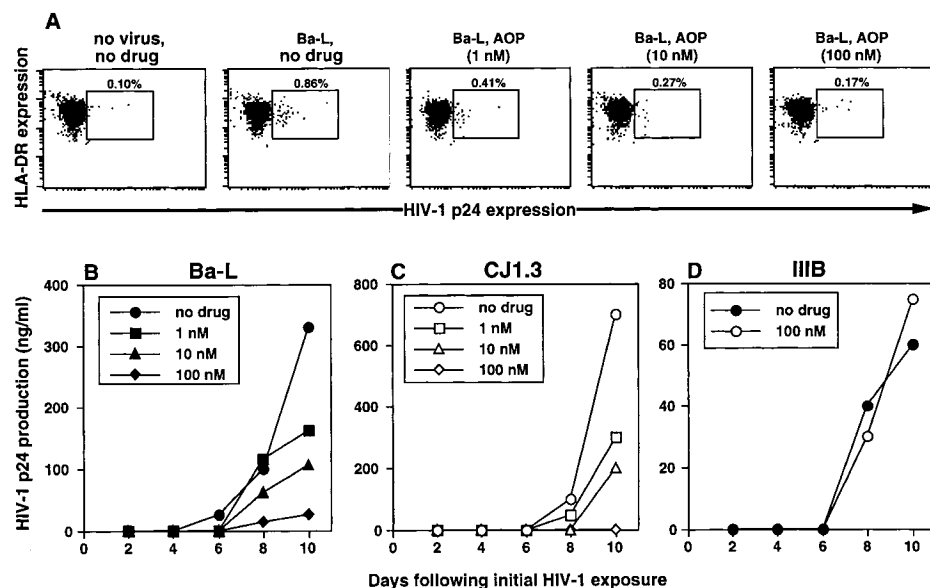 A
no virus,
no drug
Ba-L,
no drug
Ba-L, AOP
(1 nM)
Ba-L, AOP
(10 nM)
Ba-L, AOP
(100 nM)
HLA-DR expression
0.10%
0.86%
0.41%
0.27%
0.17%
HIV-1 p24 expression
B
Ba-L
HIV-1 p24 production (ng/ml)
400
300
200
100
0
no drug
1 nM
10 nM
100 nM
0 2 4 6 8 10
C
CJ1.3
800
600
400
200
0
no drug
1 nM
10 nM
100 nM
0 2 4 6 8 10
D
IIIB
80
60
40
20
0
no drug
100 nM
0 2 4 6 8 10
Days following initial HIV-1 exposure